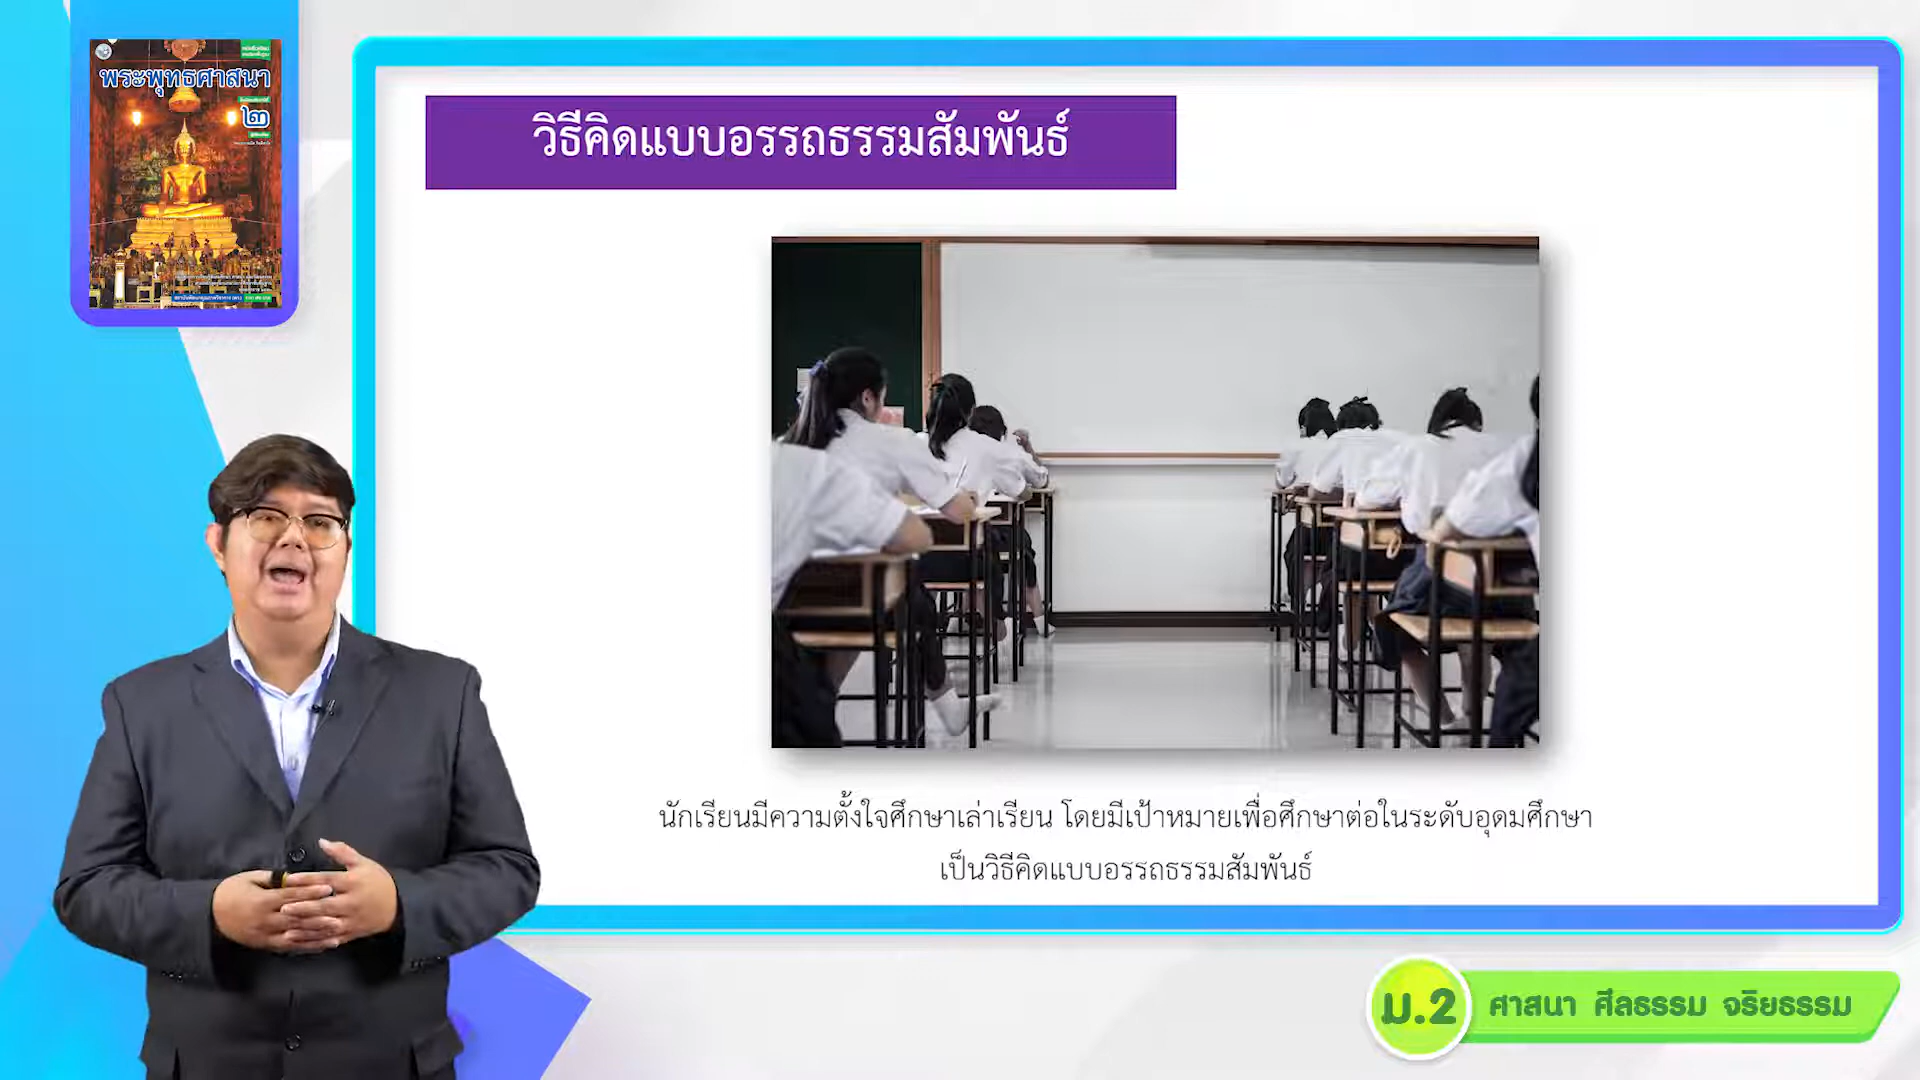 พระพุทธศาสนา
๒
วิธีคิดแบบอรรถธรรมสัมพันธ์
นักเรียนมีความตั้งใจศึกษาเล่าเรียน โดยมีเป้าหมายเพื่อศึกษาต่อในระดับอุดมศึกษา
เป็นวิธีคิดแบบอรรถธรรมสัมพันธ์
ม.2 ศาสนา ศีลธรรม จริยธรรม